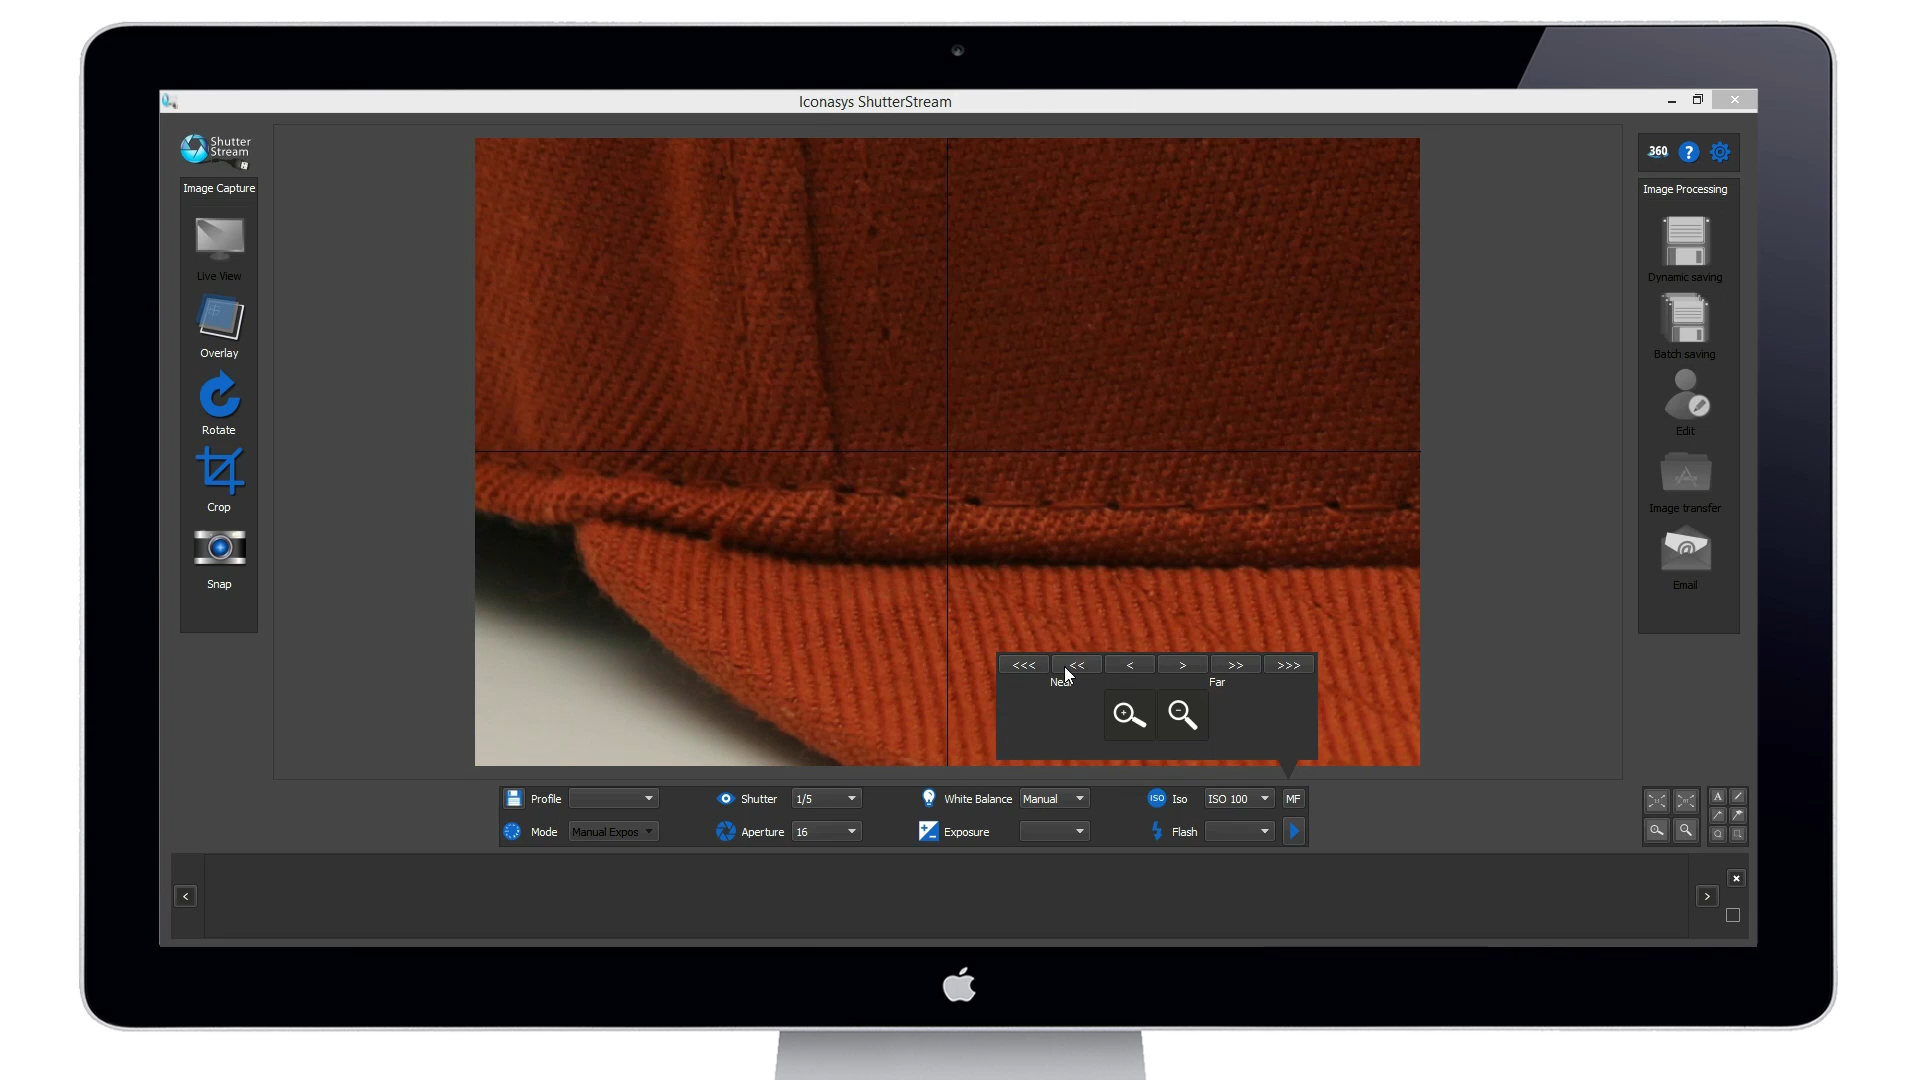 Iconasys ShutterStream
Shutter
Stream
Image Capture
Live View
Overlay
Rotate
Crop
Snap
360
?
Image Processing
Dynamic saving
Batch saving
Edit
Image transfer
Email
<<< << < > >> >>>
Far
Profile
Shutter 1/5
White Balance Manual
ISO Iso ISO 100 MF
Mode Manual Expos
Aperture 16
Exposure
Flash
A
<
>